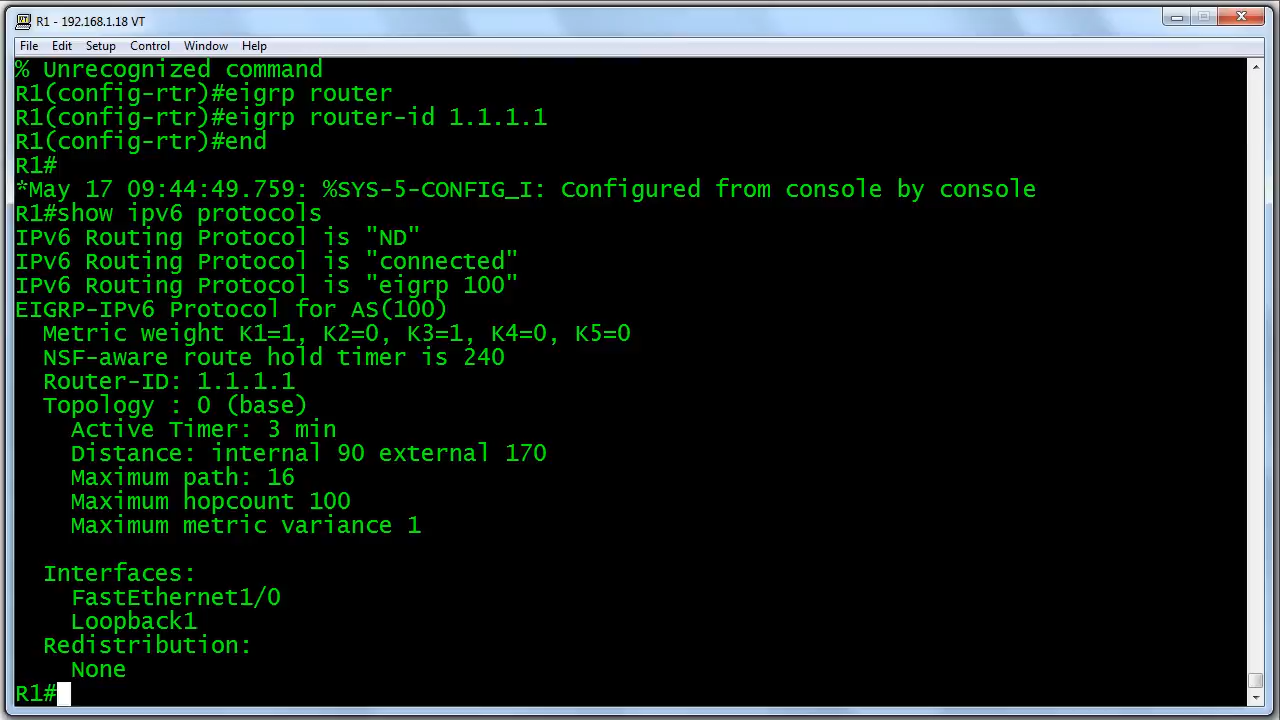 R1 - 192.168.1.18 VT
File Edit Setup Control Window Help
% Unrecognized command
R1(config-rtr)#eigrp router
R1(config-rtr)#eigrp router-id 1.1.1.1
R1(config-rtr)#end
R1#
*May 17 09:44:49.759: %SYS-5-CONFIG_I: Configured from console by console
R1#show ipv6 protocols
IPv6 Routing Protocol is "ND"
IPv6 Routing Protocol is "connected"
IPv6 Routing Protocol is "eigrp 100"
EIGRP-IPv6 Protocol for AS(100)
  Metric weight K1=1, K2=0, K3=1, K4=0, K5=0
  NSF-aware route hold timer is 240
  Router-ID: 1.1.1.1
  Topology : 0 (base)
    Active Timer: 3 min
    Distance: internal 90 external 170
    Maximum path: 16
    Maximum hopcount 100
    Maximum metric variance 1
  Interfaces:
    FastEthernet1/0
    Loopback1
  Redistribution:
    None
R1#